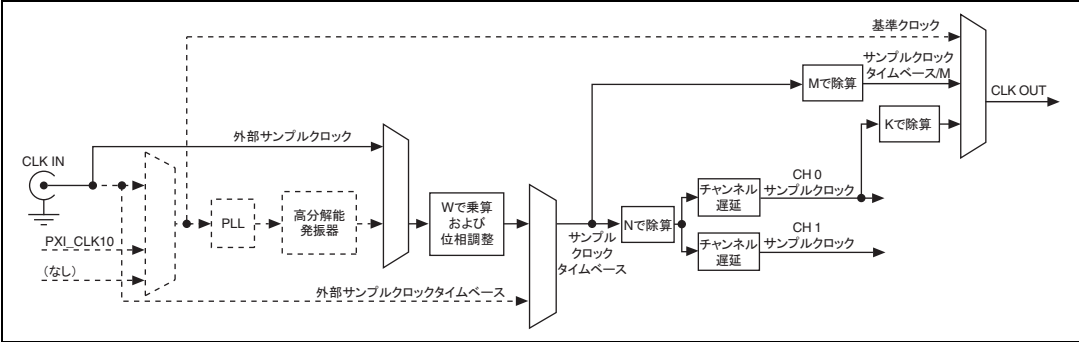 基準クロック
サンプルクロック
タイムベース/M
Mで除算
CLK OUT
Kで除算
外部サンプルクロック
CLK IN
CH 0
サンプルクロック
チャンネル
遅延
Wで乗算
および
位相調整
高分解能
発振器
PLL
Nで除算
サンプル
クロック
タイムベース
CH 1
サンプルクロック
チャンネル
遅延
PXI_CLK10
（なし）
外部サンプルクロックタイムベース